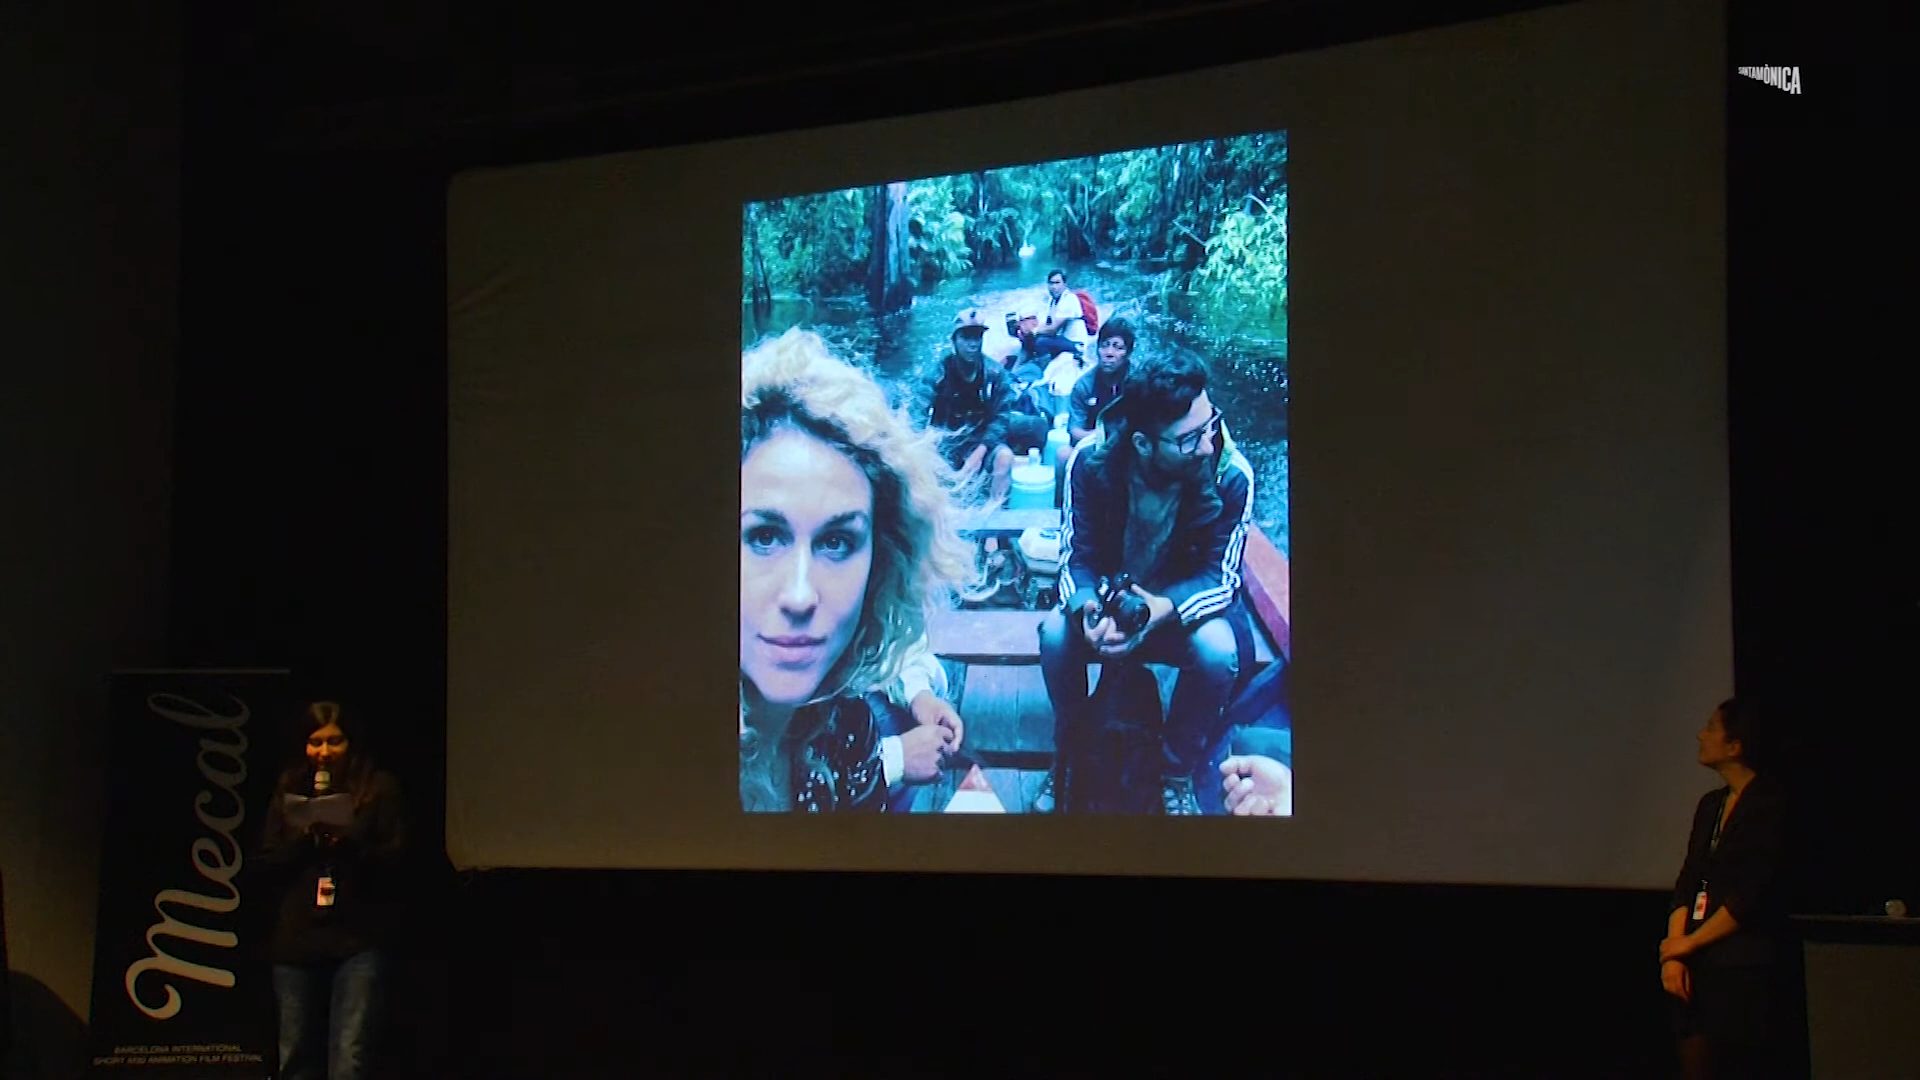 SANTAMÒNICA
Mecal
BARCELONA INTERNATIONAL
SHORT AND ANIMATION FILM FESTIVAL